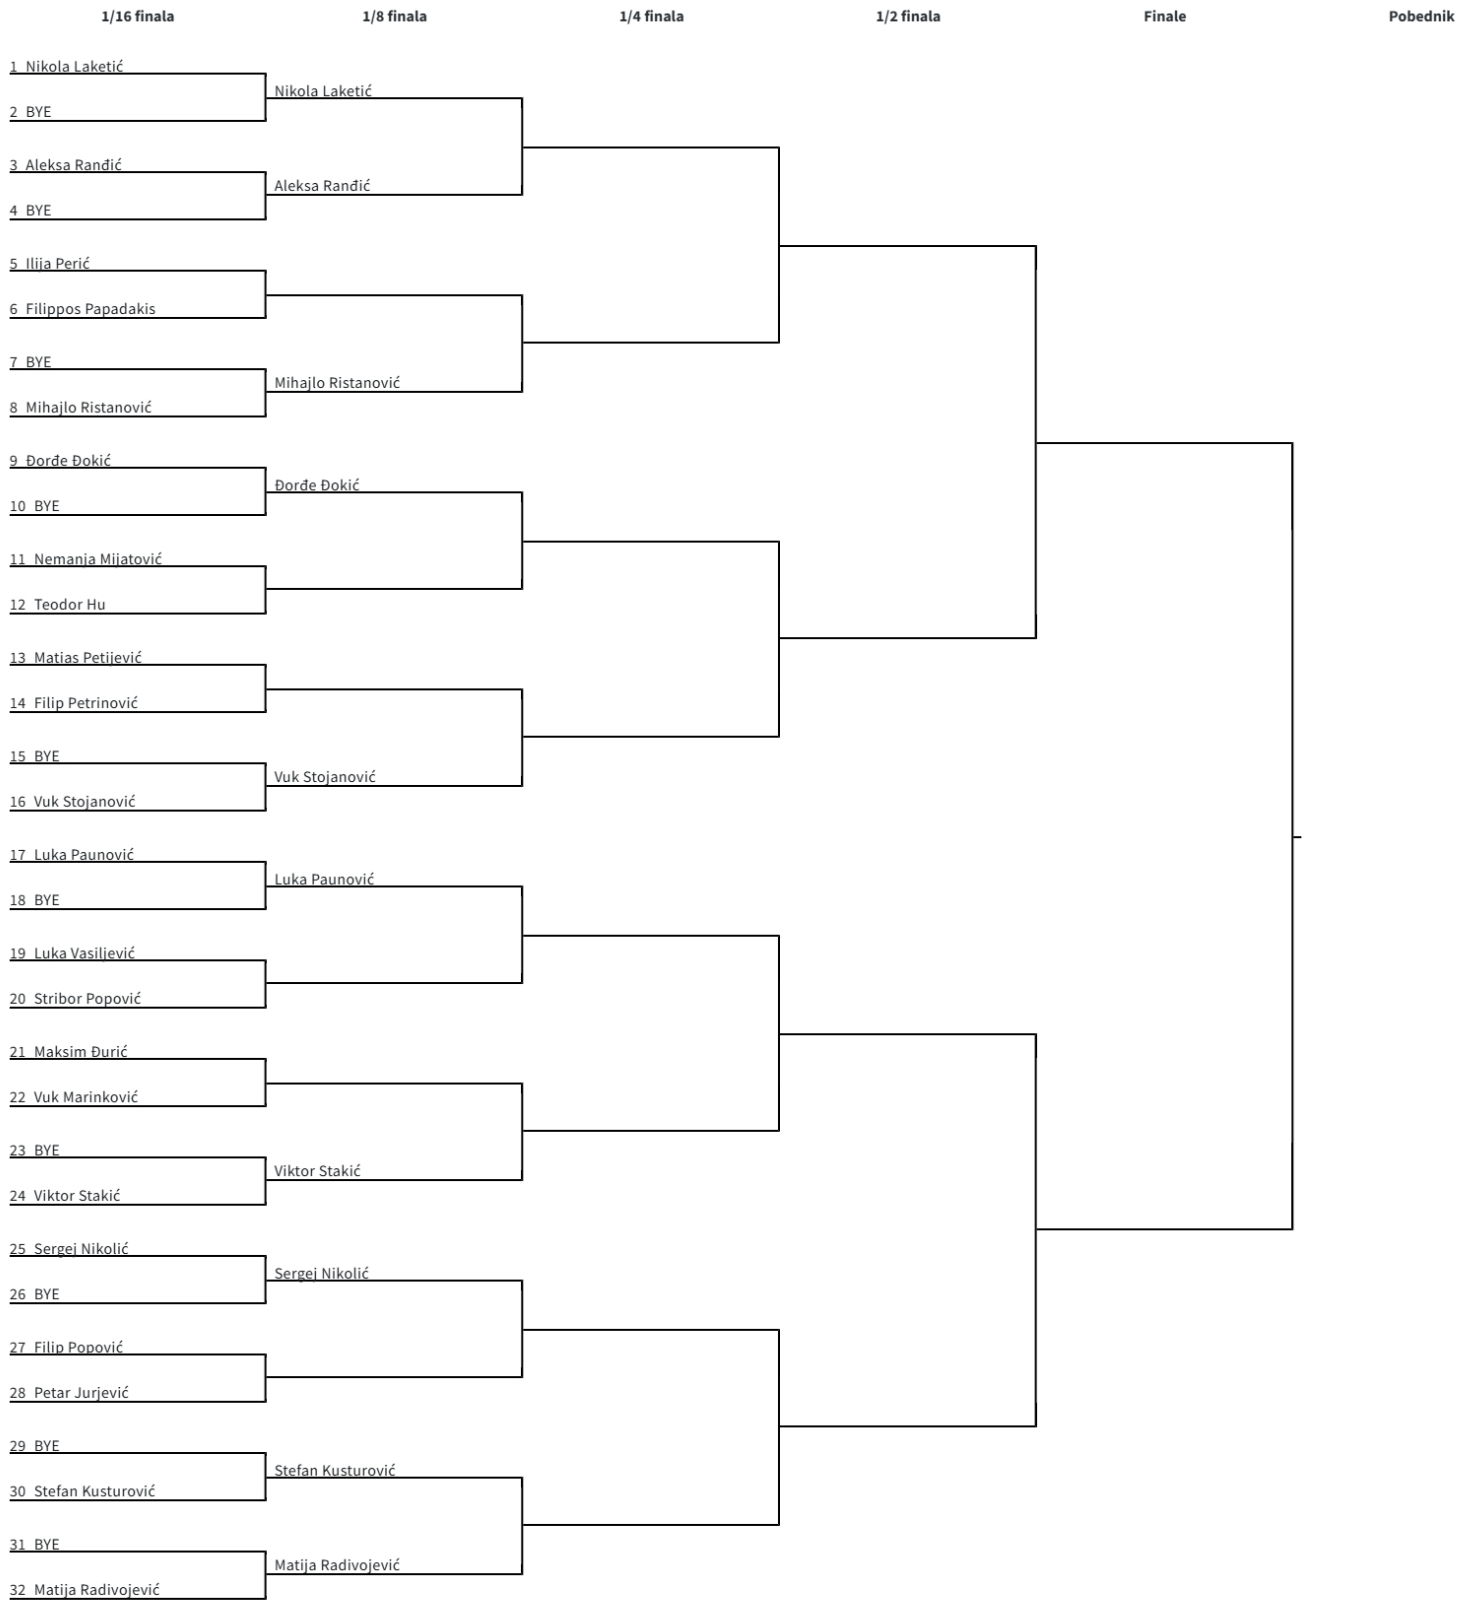 1/16 finala 1/8 finala 1/4 finala 1/2 finala Finale Pobednik
1 Nikola Laketić
Nikola Laketić
2 BYE
3 Aleksa Ranđić
Aleksa Ranđić
4 BYE
5 Ilija Perić
6 Filippos Papadakis
7 BYE
Mihajlo Ristanović
8 Mihajlo Ristanović
9 Đorđe Đokić
Đorđe Đokić
10 BYE
11 Nemanja Mijatović
12 Teodor Hu
13 Matias Petijević
14 Filip Petrinović
15 BYE
Vuk Stojanović
16 Vuk Stojanović
17 Luka Paunović
Luka Paunović
18 BYE
19 Luka Vasiljević
20 Stribor Popović
21 Maksim Đurić
22 Vuk Marinković
23 BYE
Viktor Stakić
24 Viktor Stakić
25 Sergej Nikolić
Sergej Nikolić
26 BYE
27 Filip Popović
28 Petar Jurjević
29 BYE
Stefan Kusturović
30 Stefan Kusturović
31 BYE
Matija Radivojević
32 Matija Radivojević